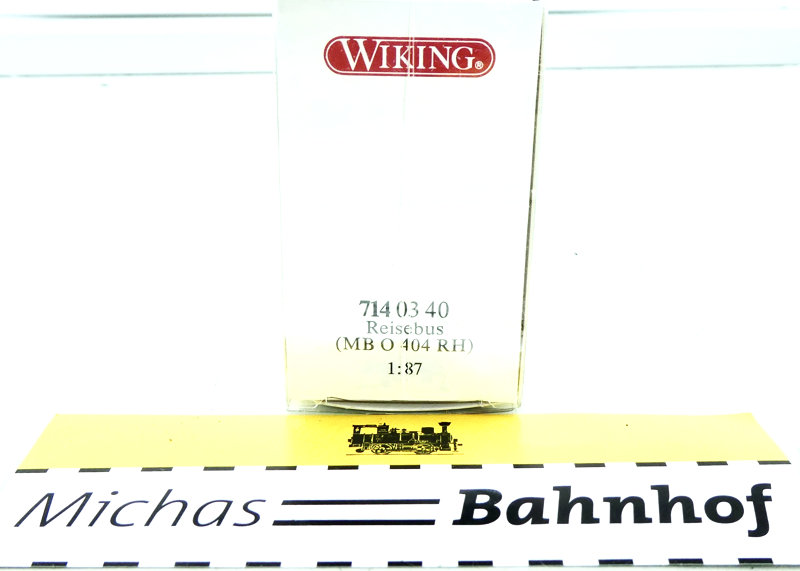 WIKING®
714 03 40
Reisebus
(MB O 404 RH)
1:87
Michas Bahnhof